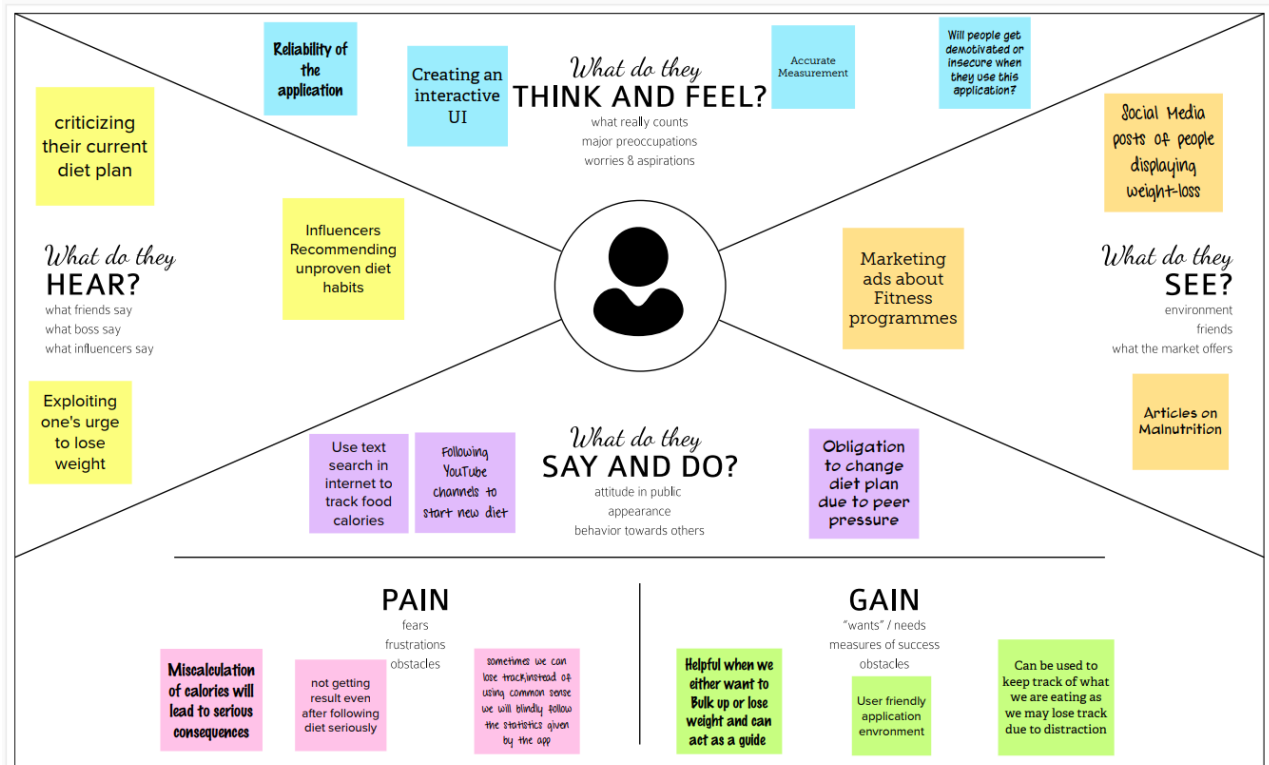 Reliability of
the
application
Creating an
interactive
UI
What do they
THINK AND FEEL?
what really counts
major preoccupations
worries & aspirations
Accurate
Measurement
Will people get
demotivated or
insecure when
they use this
application?
criticizing
their current
diet plan
Influencers
Recommending
unproven diet
habits
What do they
HEAR?
what friends say
what boss say
what influencers say
Exploiting
one's urge
to lose
weight
Social Media
posts of people
displaying
weight-loss
Marketing
ads about
Fitness
programmes
What do they
SEE?
environment
friends
what the market offers
Articles on
Malnutrition
Use text
search in
internet to
track food
calories
Following
YouTube
channels to
start new diet
What do they
SAY AND DO?
attitude in public
appearance
behavior towards others
Obligation
to change
diet plan
due to peer
pressure
PAIN
fears
frustrations
obstacles
Miscalculation
of calories will
lead to serious
consequences
not getting
result even
after following
diet seriously
sometimes we can
lose track,instead of
using common sense
we will blindly follow
the statistics given
by the app
GAIN
"wants" / needs
measures of success
obstacles
Helpful when we
either want to
Bulk up or lose
weight and can
act as a guide
User friendly
application
envronment
Can be used to
keep track of what
we are eating as
we may lose track
due to distraction